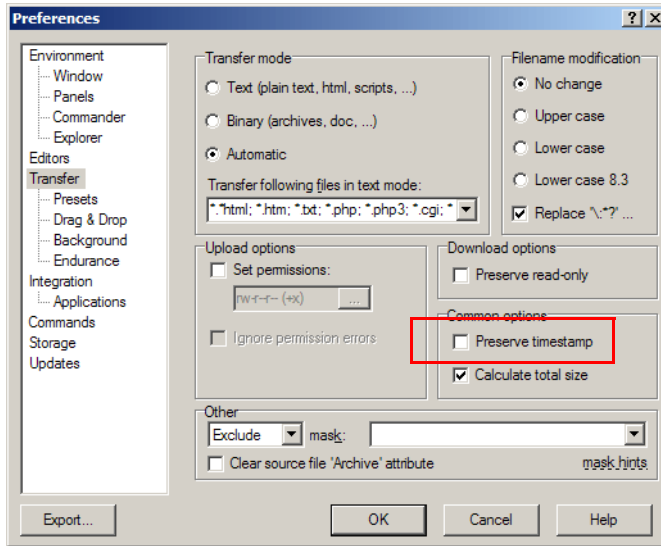 Preferences
Environment
Window
Panels
Commander
Explorer
Editors
Transfer
Presets
Drag & Drop
Background
Endurance
Integration
Applications
Commands
Storage
Updates
Transfer mode
Text (plain text, html, scripts, ...)
Binary (archives, doc, ...)
Automatic
Transfer following files in text mode:
*.*html; *.htm; *.txt; *.php; *.php3; *.cgi; *
Filename modification
No change
Upper case
Lower case
Lower case 8.3
Replace '\:*?' ...
Upload options
Set permissions:
rw-r--r-- (+x)
...
Ignore permission errors
Download options
Preserve read-only
Common options
Preserve timestamp
Calculate total size
Other
Exclude mask:
Clear source file 'Archive' attribute mask hints
Export... OK Cancel Help